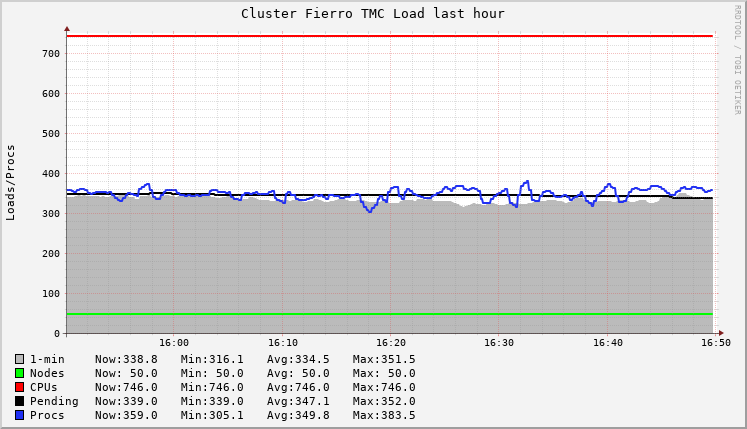 Cluster Fierro TMC Load last hour
RRDTOOL / TOBI OETIKER
Loads/Procs
700
600
500
400
300
200
100
0
16:00 16:10 16:20 16:30 16:40 16:50
1-min Now:338.8 Min:316.1 Avg:334.5 Max:351.5
Nodes Now: 50.0 Min: 50.0 Avg: 50.0 Max: 50.0
CPUs Now:746.0 Min:746.0 Avg:746.0 Max:746.0
Pending Now:339.0 Min:339.0 Avg:347.1 Max:352.0
Procs Now:359.0 Min:305.1 Avg:349.8 Max:383.5